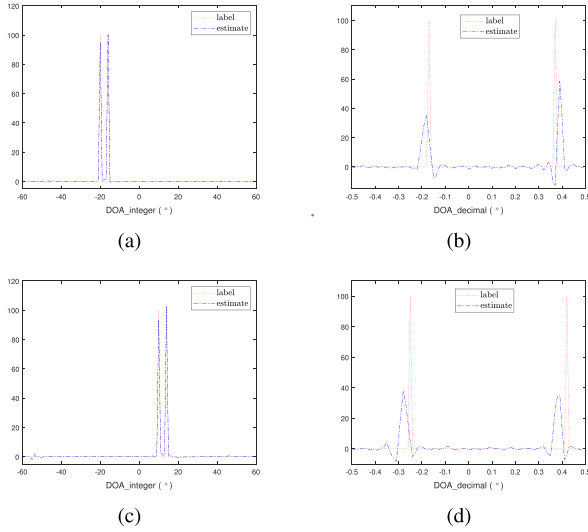 120
100
80
60
40
20
0
-60 -40 -20 0 20 40 60
DOA_integer (°)
label
estimate
(a)
100
80
60
40
20
0
-0.5 -0.4 -0.3 -0.2 -0.1 0 0.1 0.2 0.3 0.4 0.5
DOA_decimal (°)
label
estimate
(b)
120
100
80
60
40
20
0
-60 -40 -20 0 20 40 60
DOA_integer (°)
label
estimate
(c)
100
80
60
40
20
0
-0.5 -0.4 -0.3 -0.2 -0.1 0 0.1 0.2 0.3 0.4 0.5
DOA_decimal (°)
label
estimate
(d)